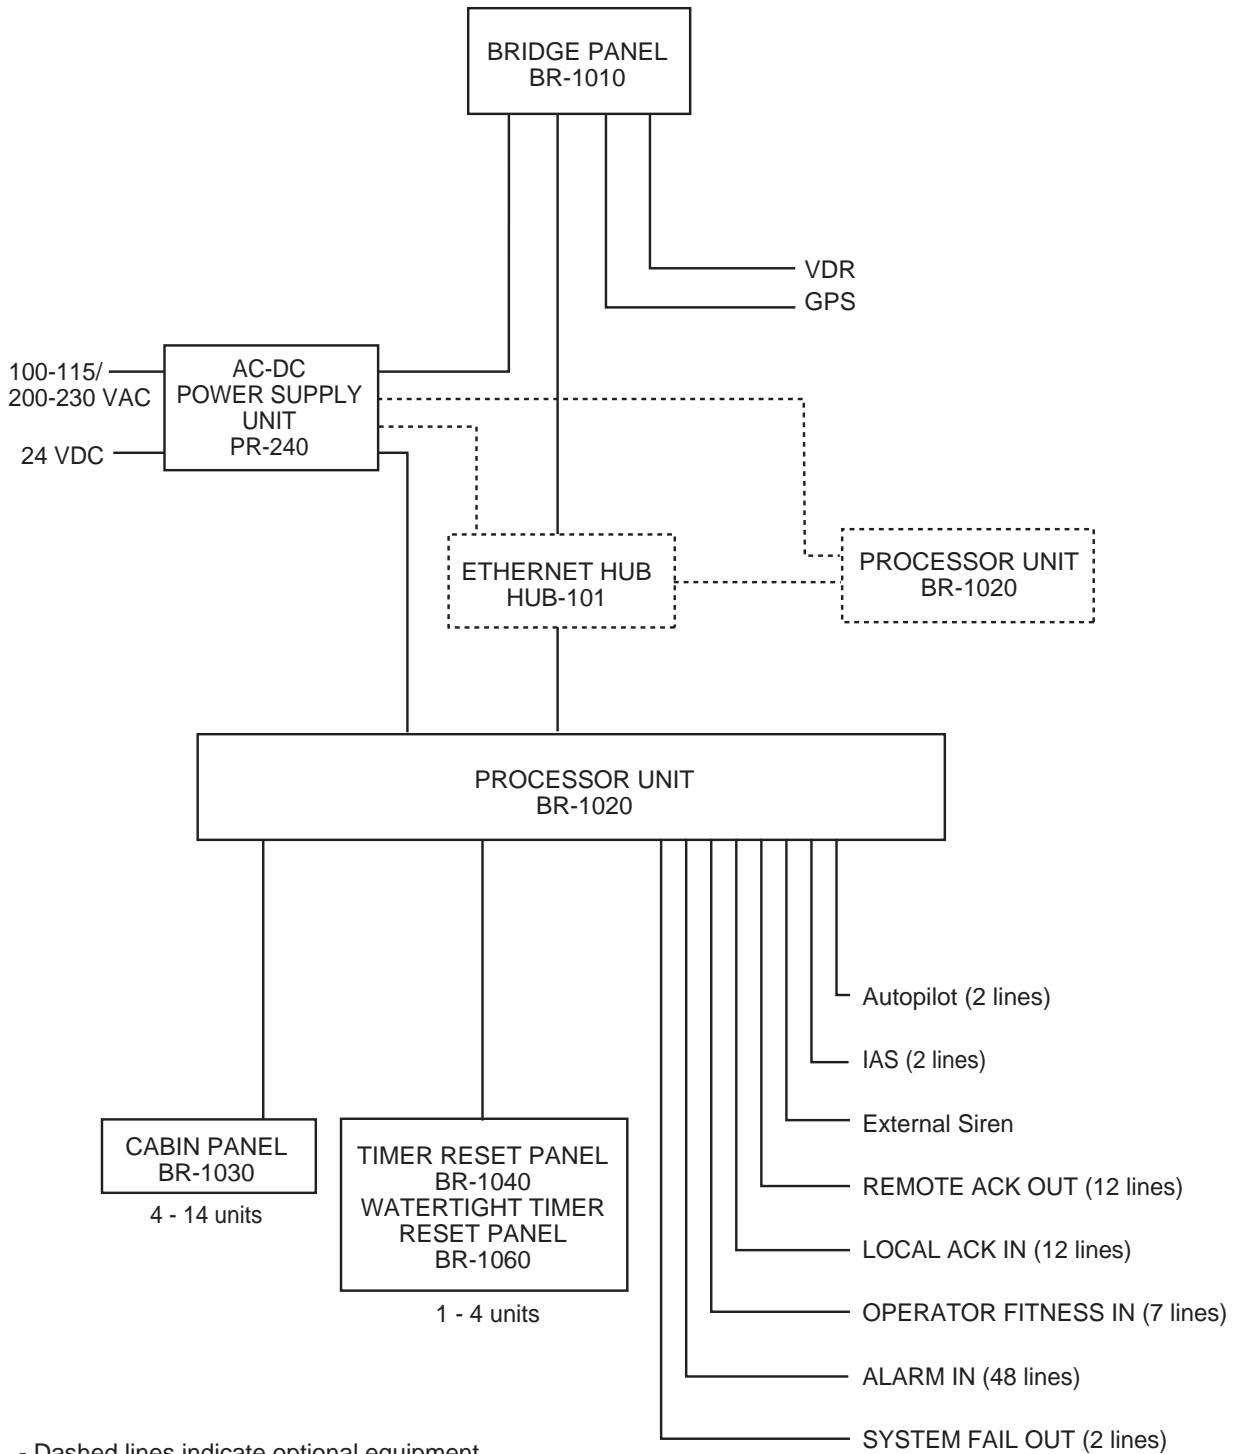 BRIDGE PANEL
BR-1010
VDR
GPS
100-115/
200-230 VAC
24 VDC
AC-DC
POWER SUPPLY
UNIT
PR-240
ETHERNET HUB
HUB-101
PROCESSOR UNIT
BR-1020
PROCESSOR UNIT
BR-1020
CABIN PANEL
BR-1030
4 - 14 units
TIMER RESET PANEL
BR-1040
WATERTIGHT TIMER
RESET PANEL
BR-1060
1 - 4 units
Autopilot (2 lines)
IAS (2 lines)
External Siren
REMOTE ACK OUT (12 lines)
LOCAL ACK IN (12 lines)
OPERATOR FITNESS IN (7 lines)
ALARM IN (48 lines)
SYSTEM FAIL OUT (2 lines)
- Dashed lines indicate optional equipment